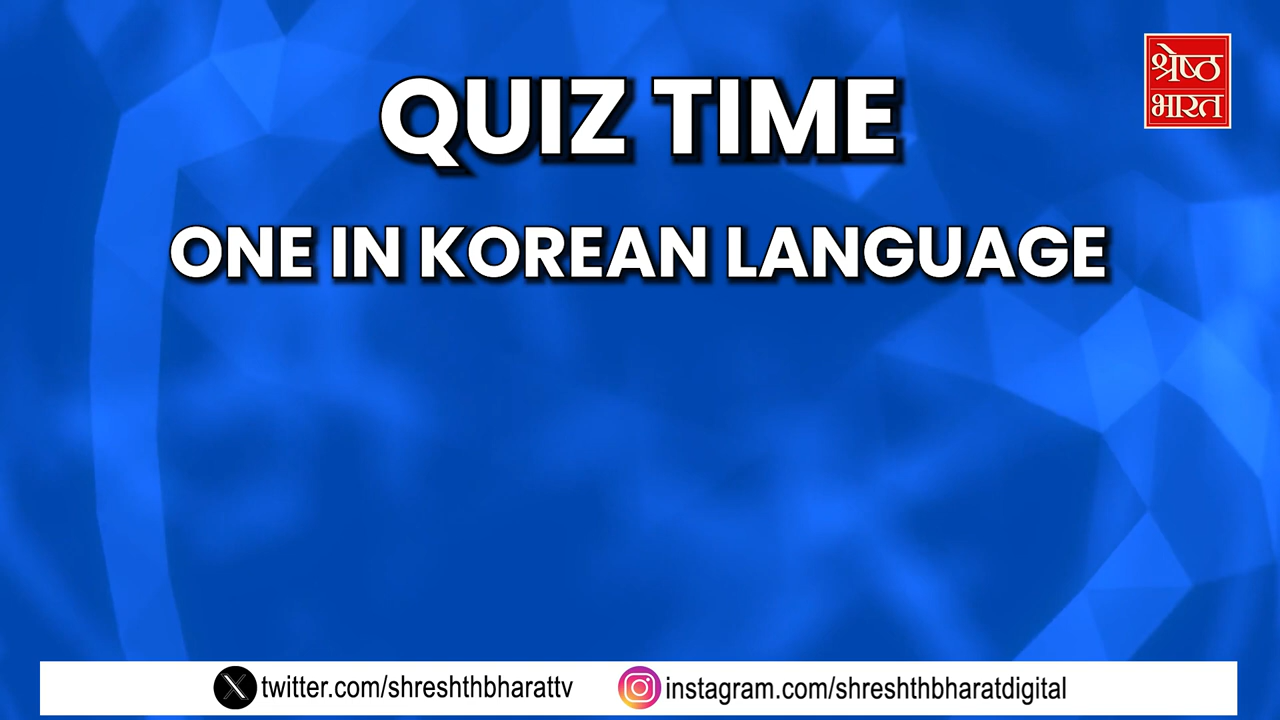 श्रेष्ठ
भारत
QUIZ TIME
ONE IN KOREAN LANGUAGE
twitter.com/shreshthbharattv
instagram.com/shreshthbharatdigital